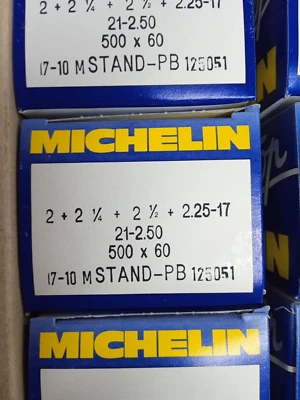 2 + 2 ¼ + 2 ½ + 2.25-17
21-2.50
500 x 60
17-10 M STAND-PB 125051
MICHELIN
2 + 2 ¼ + 2 ½ + 2.25-17
21-2.50
500 x 60
17-10 M STAND-PB 125051
MICHELIN